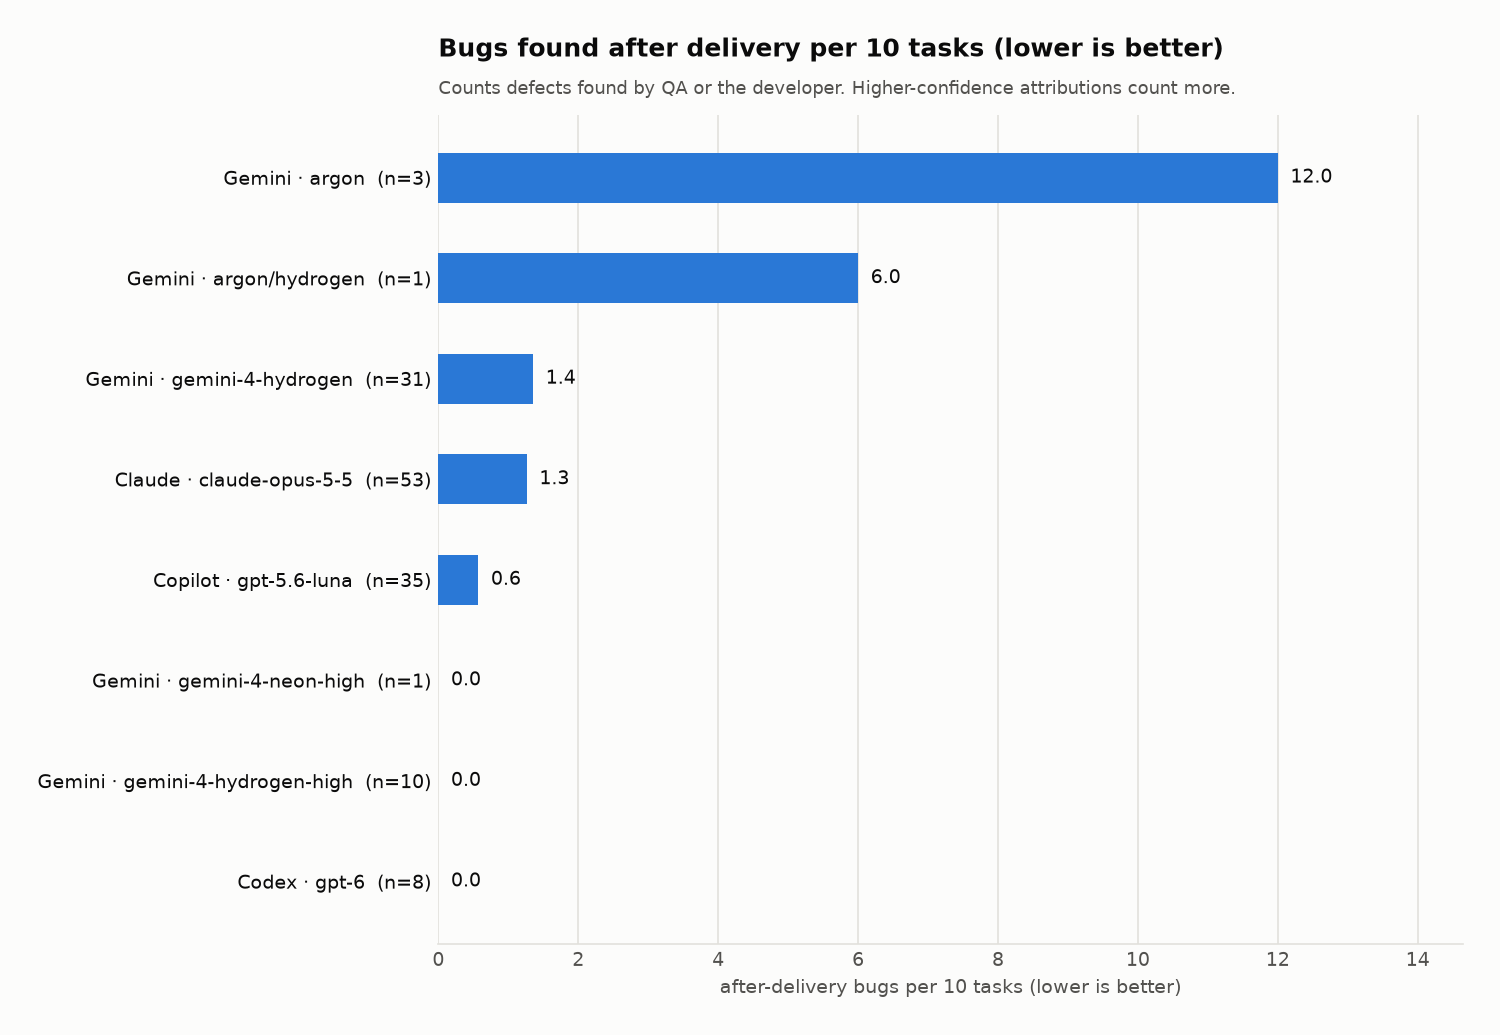 Bugs found after delivery per 10 tasks (lower is better)
Counts defects found by QA or the developer. Higher-confidence attributions count more.
Gemini · argon (n=3) 12.0
Gemini · argon/hydrogen (n=1) 6.0
Gemini · gemini-4-hydrogen (n=31) 1.4
Claude · claude-opus-5-5 (n=53) 1.3
Copilot · gpt-5.6-luna (n=35) 0.6
Gemini · gemini-4-neon-high (n=1) 0.0
Gemini · gemini-4-hydrogen-high (n=10) 0.0
Codex · gpt-6 (n=8) 0.0
0 2 4 6 8 10 12 14
after-delivery bugs per 10 tasks (lower is better)